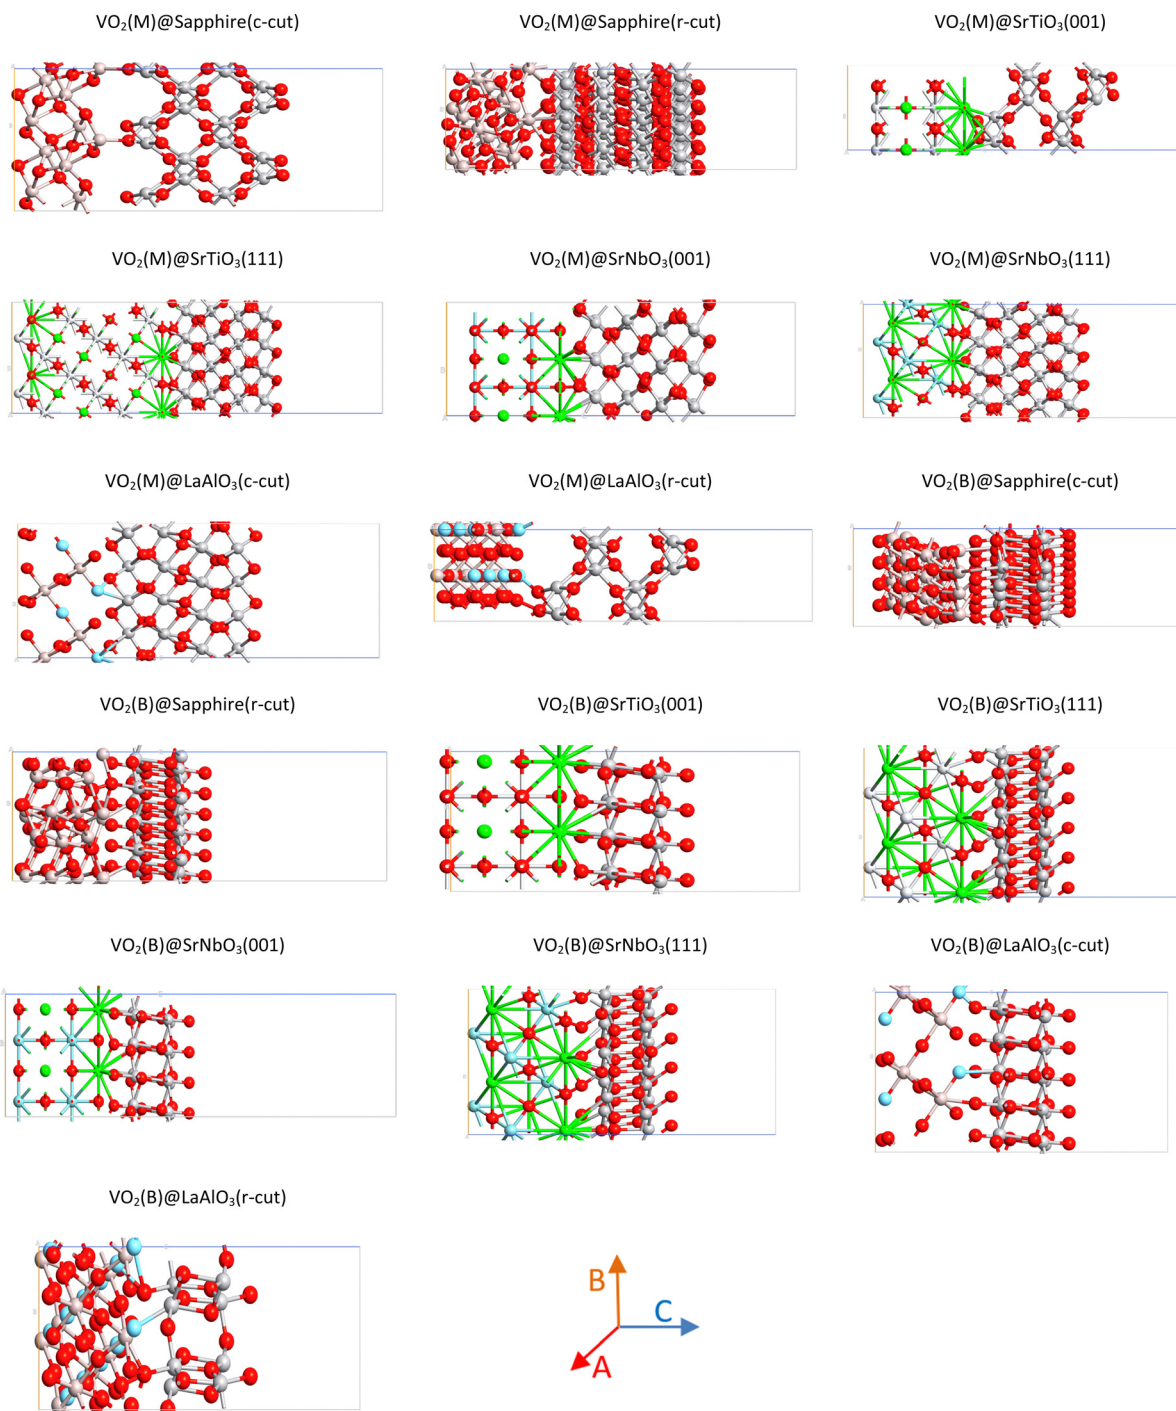 VO₂(M)@Sapphire(c-cut)
VO₂(M)@Sapphire(r-cut)
VO₂(M)@SrTiO₃(001)
VO₂(M)@SrTiO₃(111)
VO₂(M)@SrNbO₃(001)
VO₂(M)@SrNbO₃(111)
VO₂(M)@LaAlO₃(c-cut)
VO₂(M)@LaAlO₃(r-cut)
VO₂(B)@Sapphire(c-cut)
VO₂(B)@Sapphire(r-cut)
VO₂(B)@SrTiO₃(001)
VO₂(B)@SrTiO₃(111)
VO₂(B)@SrNbO₃(001)
VO₂(B)@SrNbO₃(111)
VO₂(B)@LaAlO₃(c-cut)
VO₂(B)@LaAlO₃(r-cut)
B
C
A